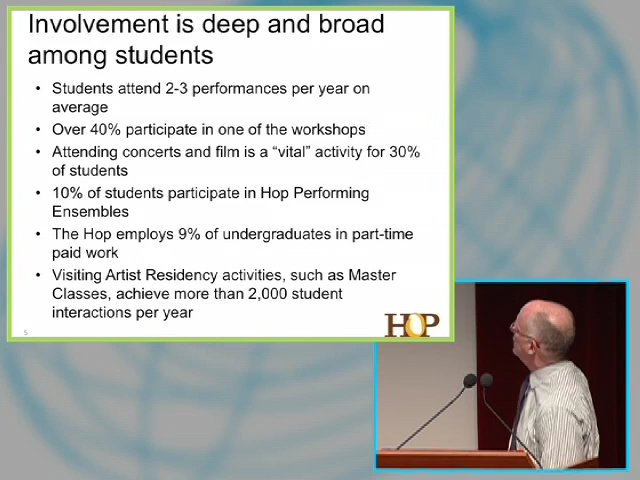 Involvement is deep and broad
among students
• Students attend 2-3 performances per year on
average
• Over 40% participate in one of the workshops
• Attending concerts and film is a “vital” activity for 30%
of students
• 10% of students participate in Hop Performing
Ensembles
• The Hop employs 9% of undergraduates in part-time
paid work
• Visiting Artist Residency activities, such as Master
Classes, achieve more than 2,000 student
interactions per year
5
HOP